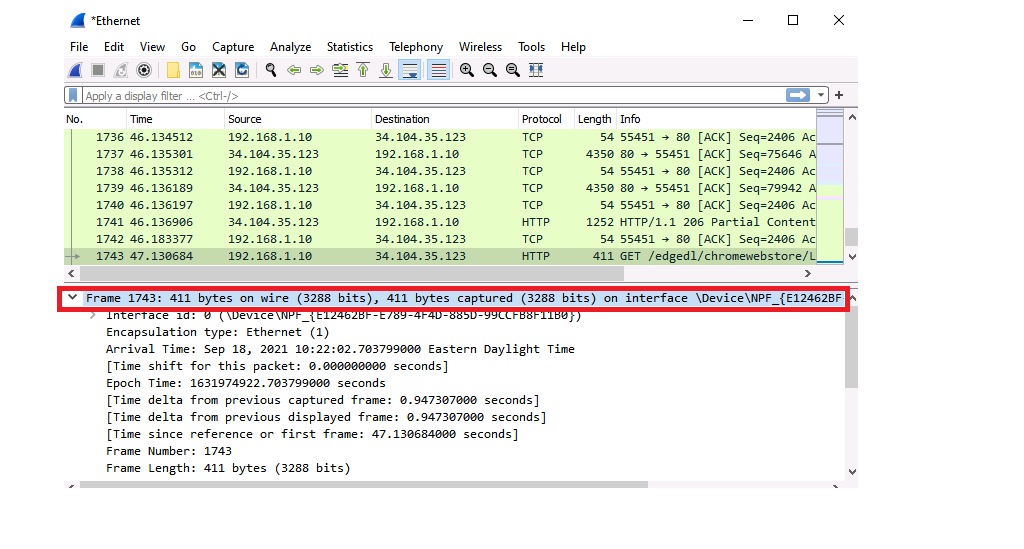 *Ethernet
File Edit View Go Capture Analyze Statistics Telephony Wireless Tools Help
Apply a display filter ... <Ctrl-/>
No. Time Source Destination Protocol Length Info
1736 46.134512 192.168.1.10 34.104.35.123 TCP 54 55451 → 80 [ACK] Seq=2406 Ac
1737 46.135301 34.104.35.123 192.168.1.10 TCP 4350 80 → 55451 [ACK] Seq=75646 A
1738 46.135312 192.168.1.10 34.104.35.123 TCP 54 55451 → 80 [ACK] Seq=2406 Ac
1739 46.136189 34.104.35.123 192.168.1.10 TCP 4350 80 → 55451 [ACK] Seq=79942 A
1740 46.136197 192.168.1.10 34.104.35.123 TCP 54 55451 → 80 [ACK] Seq=2406 Ac
1741 46.136906 34.104.35.123 192.168.1.10 HTTP 1252 HTTP/1.1 206 Partial Content
1742 46.183377 192.168.1.10 34.104.35.123 TCP 54 55451 → 80 [ACK] Seq=2406 Ac
1743 47.130684 192.168.1.10 34.104.35.123 HTTP 411 GET /edgedl/chromewebstore/L
Frame 1743: 411 bytes on wire (3288 bits), 411 bytes captured (3288 bits) on interface \Device\NPF_{E12462BF
Interface id: 0 (\Device\NPF_{E12462BF-E789-4F4D-885D-99CCFB8F11B0})
Encapsulation type: Ethernet (1)
Arrival Time: Sep 18, 2021 10:22:02.703799000 Eastern Daylight Time
[Time shift for this packet: 0.000000000 seconds]
Epoch Time: 1631974922.703799000 seconds
[Time delta from previous captured frame: 0.947307000 seconds]
[Time delta from previous displayed frame: 0.947307000 seconds]
[Time since reference or first frame: 47.130684000 seconds]
Frame Number: 1743
Frame Length: 411 bytes (3288 bits)